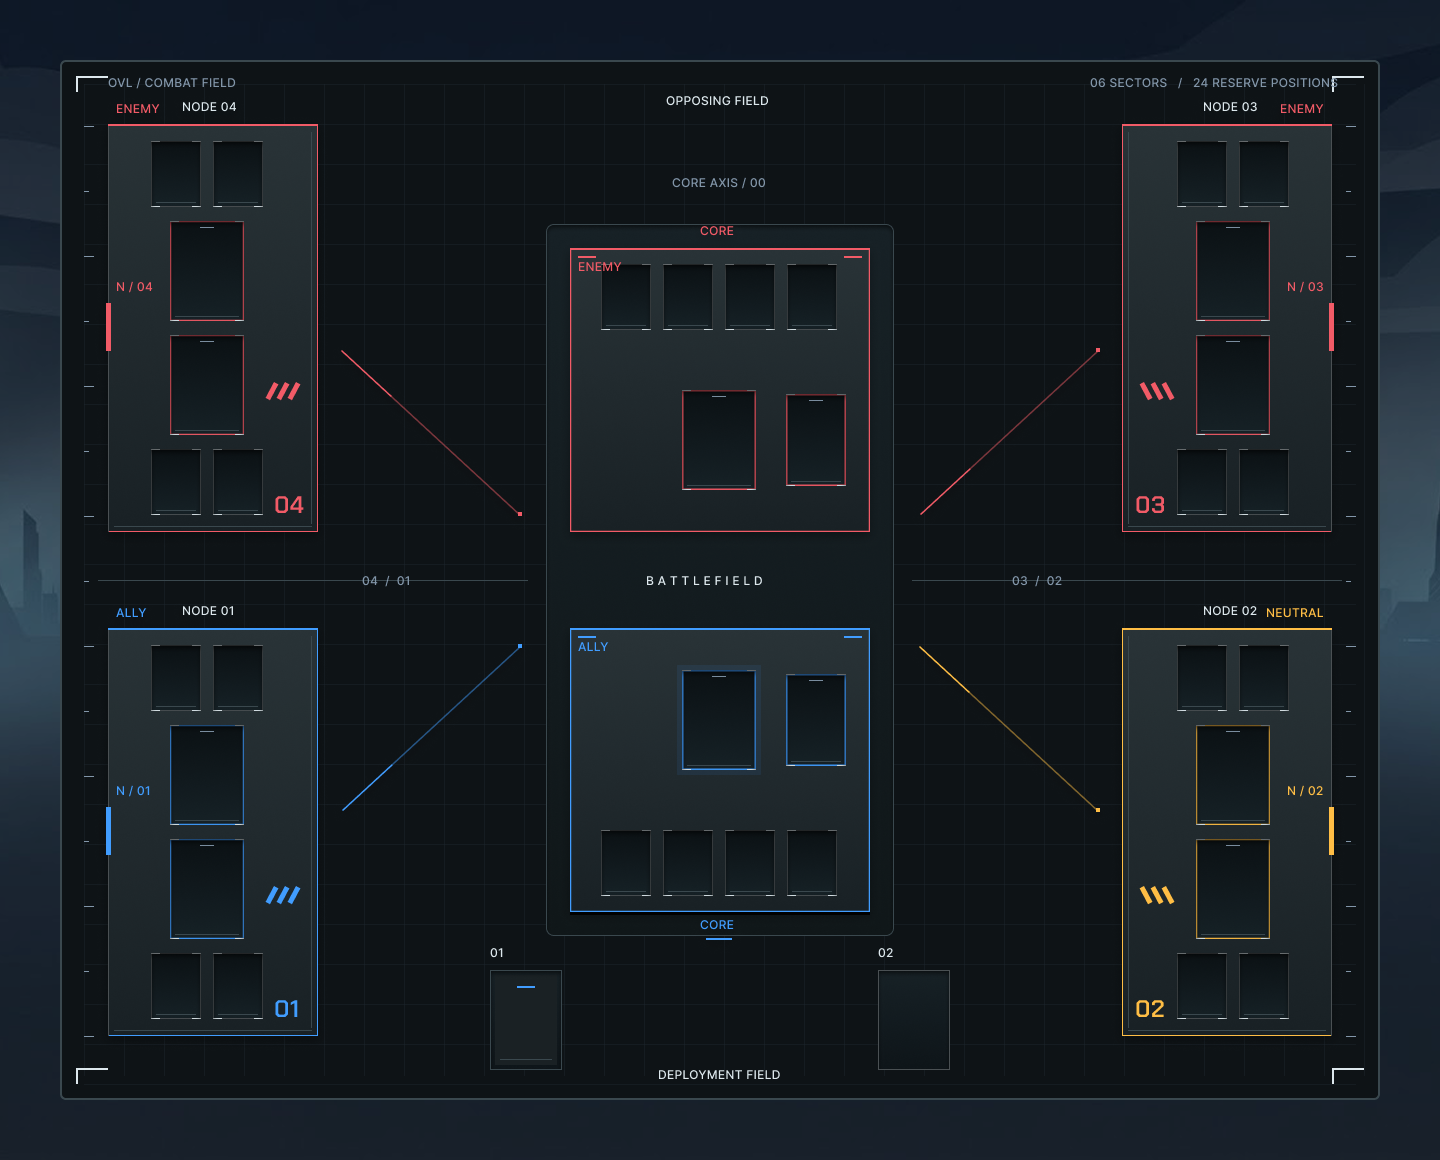 OVL / COMBAT FIELD
06 SECTORS / 24 RESERVE POSITIONS
ENEMY NODE 04
OPPOSING FIELD
NODE 03 ENEMY
CORE AXIS / 00
CORE
ENEMY
N / 04
N / 03
04
03
04 / 01
BATTLEFIELD
03 / 02
ALLY NODE 01
NODE 02 NEUTRAL
ALLY
N / 01
N / 02
CORE
01
02
01
02
DEPLOYMENT FIELD